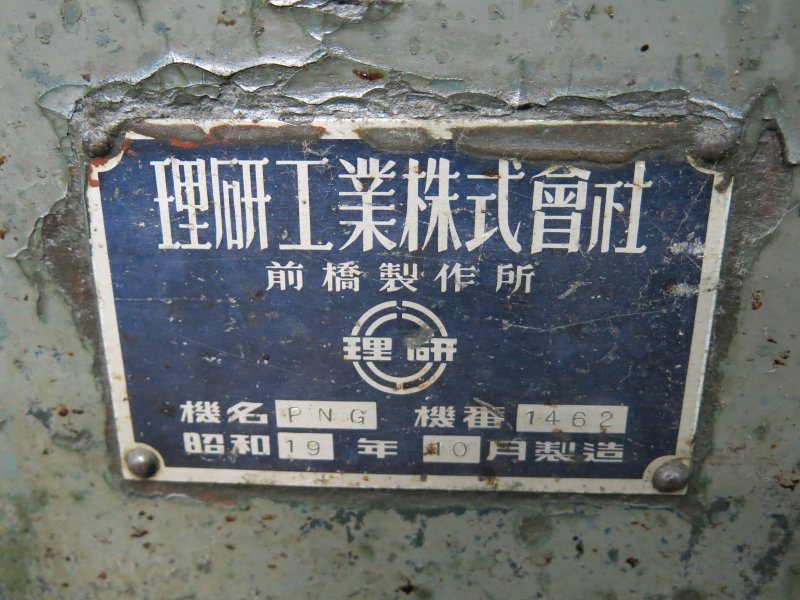 理研工業株式會社
前橋製作所
理研
機名 PNG 機番 1462
昭和 19 年 10 月製造